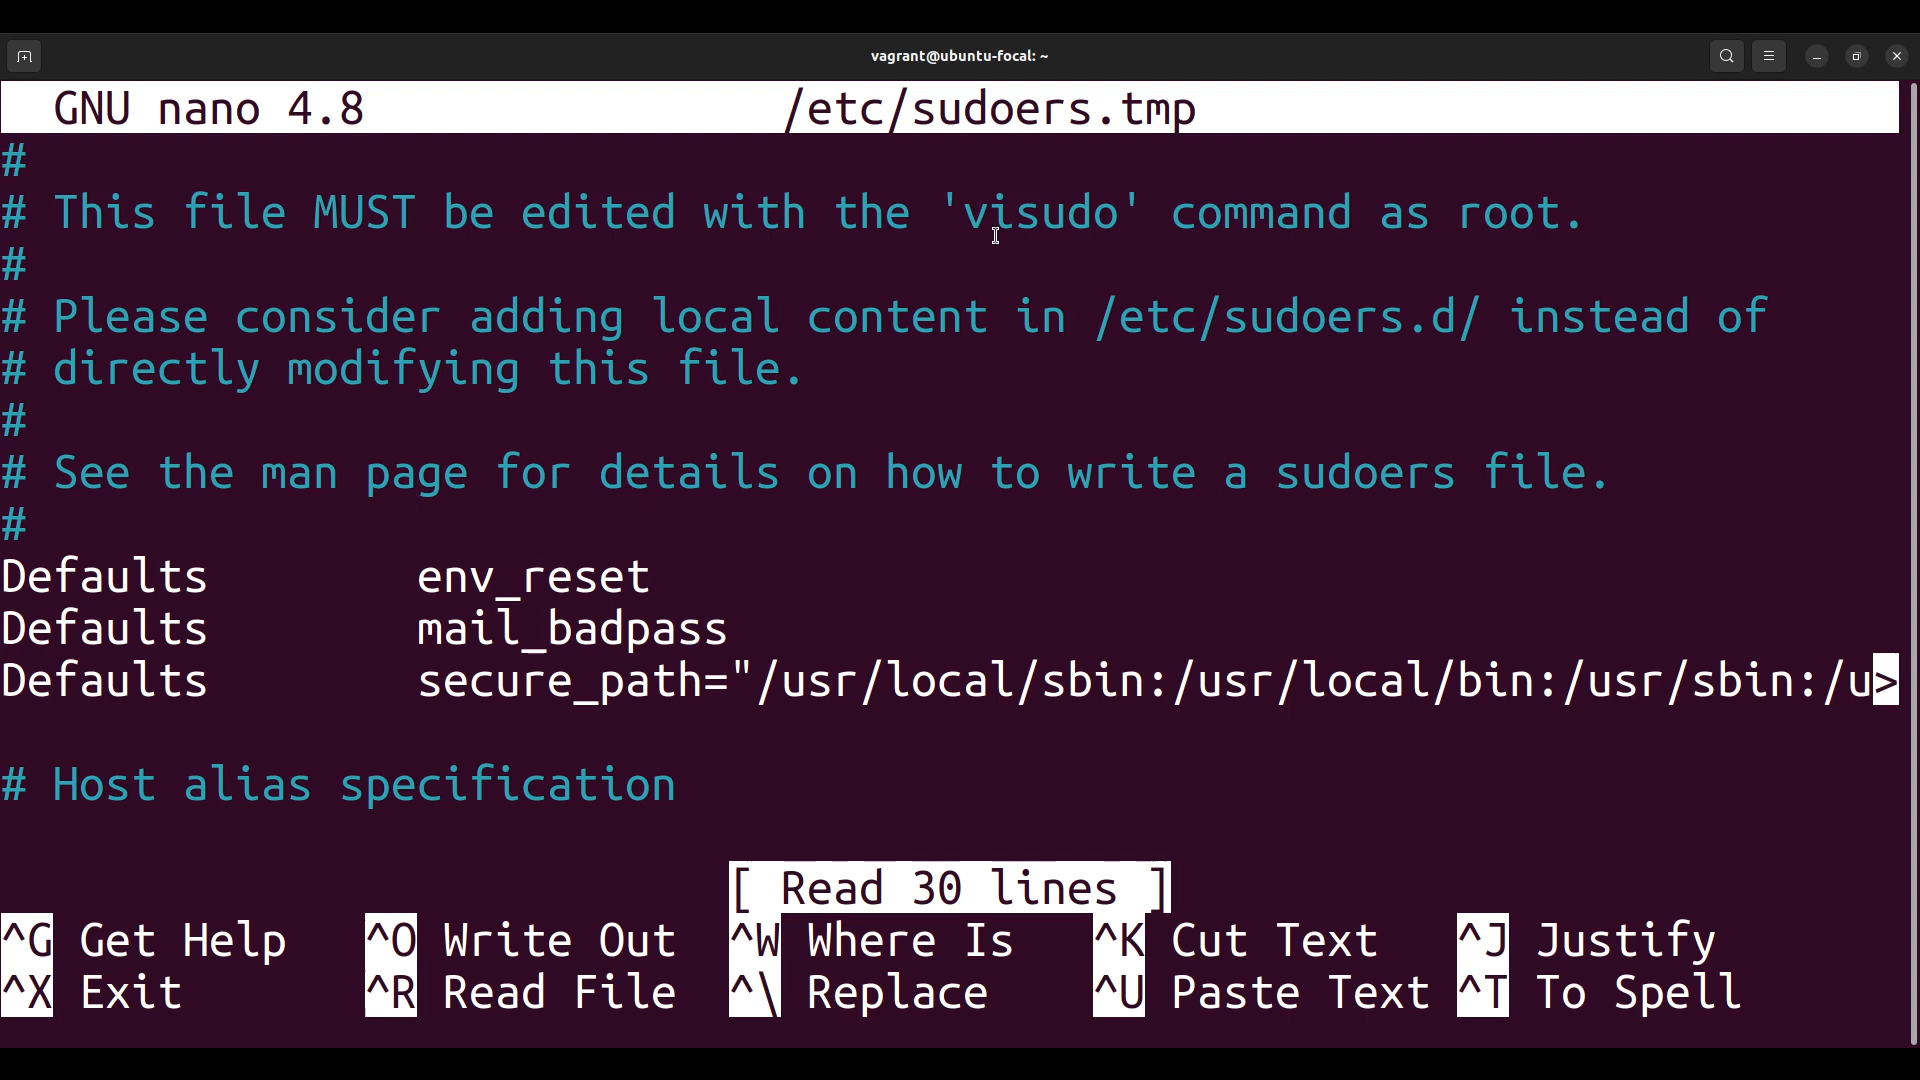 vagrant@ubuntu-focal: ~
GNU nano 4.8 /etc/sudoers.tmp
#
# This file MUST be edited with the 'visudo' command as root.
#
# Please consider adding local content in /etc/sudoers.d/ instead of
# directly modifying this file.
#
# See the man page for details on how to write a sudoers file.
#
Defaults env_reset
Defaults mail_badpass
Defaults secure_path="/usr/local/sbin:/usr/local/bin:/usr/sbin:/u>
# Host alias specification
[ Read 30 lines ]
^G Get Help ^O Write Out ^W Where Is ^K Cut Text ^J Justify
^X Exit ^R Read File ^\ Replace ^U Paste Text ^T To Spell